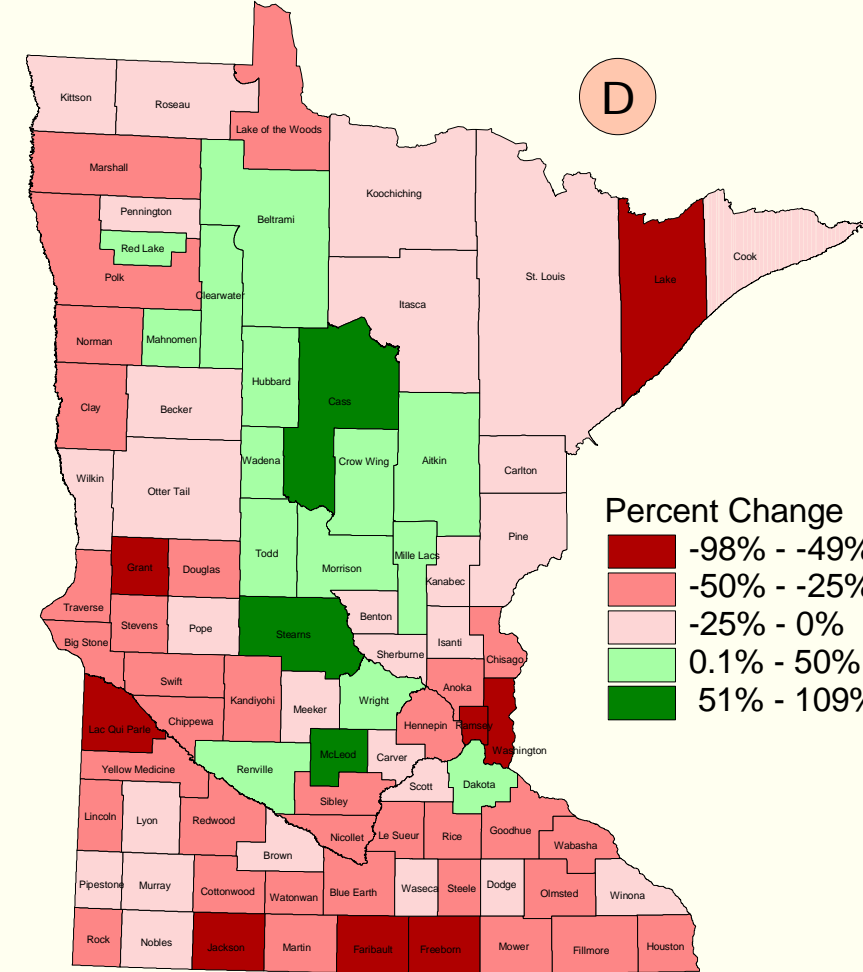 D
Kittson
Roseau
Lake of the Woods
Marshall
Koochiching
Pennington
Beltrami
Red Lake
Cook
Polk
St. Louis
Lake
Clearwater
Itasca
Norman
Mahnomen
Hubbard
Cass
Clay
Becker
Wadena
Crow Wing
Aitkin
Carlton
Wilkin
Otter Tail
Percent Change
-98% - -49%
-50% - -25%
-25% - 0%
0.1% - 50%
51% - 109%
Pine
Todd
Mille Lacs
Grant
Douglas
Morrison
Kanabec
Traverse
Stevens
Pope
Stearns
Benton
Isanti
Big Stone
Sherburne
Chisago
Swift
Anoka
Kandiyohi
Wright
Meeker
Chippewa
Hennepin
Ramsey
Lac Qui Parle
Washington
McLeod
Carver
Yellow Medicine
Renville
Scott
Dakota
Sibley
Lincoln
Lyon
Redwood
Nicollet
Le Sueur
Rice
Goodhue
Wabasha
Brown
Pipestone
Murray
Cottonwood
Watonwan
Blue Earth
Waseca
Steele
Dodge
Olmsted
Winona
Rock
Nobles
Jackson
Martin
Faribault
Freeborn
Mower
Fillmore
Houston